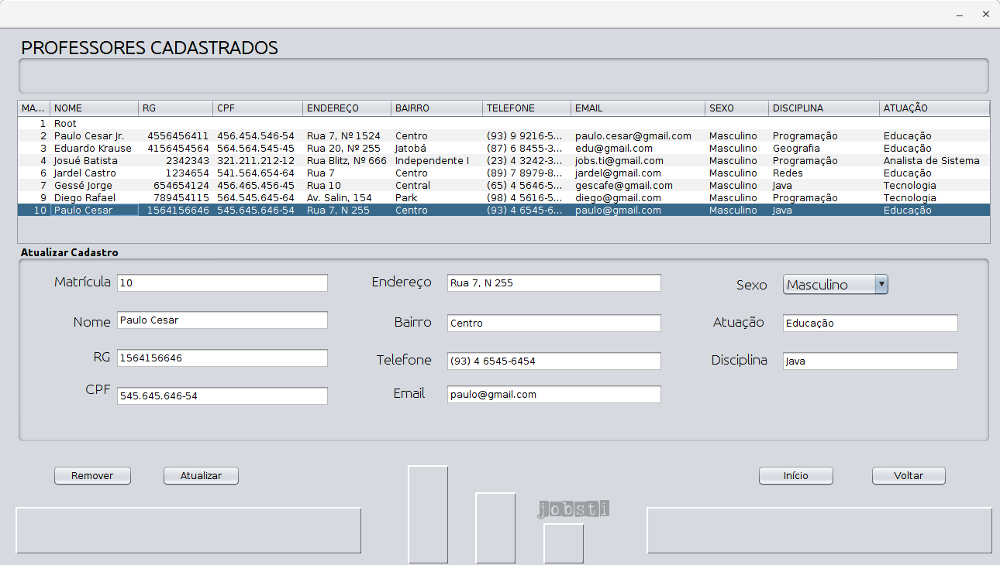 PROFESSORES CADASTRADOS
MA... NOME RG CPF ENDEREÇO BAIRRO TELEFONE EMAIL SEXO DISCIPLINA ATUAÇÃO
1 Root
2 Paulo Cesar Jr. 4556456411 456.454.546-54 Rua 7, Nº 1524 Centro (93) 9 9216-5... paulo.cesar@gmail.com Masculino Programação Educação
3 Eduardo Krause 4156454564 564.564.545-45 Rua 20, Nº 255 Jatobá (87) 6 8455-3... edu@gmail.com Masculino Geografia Educação
4 Josué Batista 2342343 321.211.212-12 Rua Blitz, Nº 666 Independente I (23) 4 3242-3... jobs.ti@gmail.com Masculino Programação Analista de Sistema
6 Jardel Castro 1234654 541.564.654-64 Rua 7 Centro (89) 7 8979-8... jardel@gmail.com Masculino Redes Educação
7 Gessé Jorge 654654124 456.465.456-45 Rua 10 Central (65) 4 5646-5... gescafe@gmail.com Masculino Java Tecnologia
9 Diego Rafael 789454115 564.545.645-64 Av. Salin, 154 Park (98) 4 5616-5... diego@gmail.com Masculino Programação Tecnologia
10 Paulo Cesar 1564156646 545.645.646-54 Rua 7, N 255 Centro (93) 4 6545-6... paulo@gmail.com Masculino Java Educação
Atualizar Cadastro
Matrícula 10 Endereço Rua 7, N 255 Sexo Masculino
Nome Paulo Cesar Bairro Centro Atuação Educação
RG 1564156646 Telefone (93) 4 6545-6454 Disciplina Java
CPF 545.645.646-54 Email paulo@gmail.com
Remover Atualizar Início Voltar
jobsti